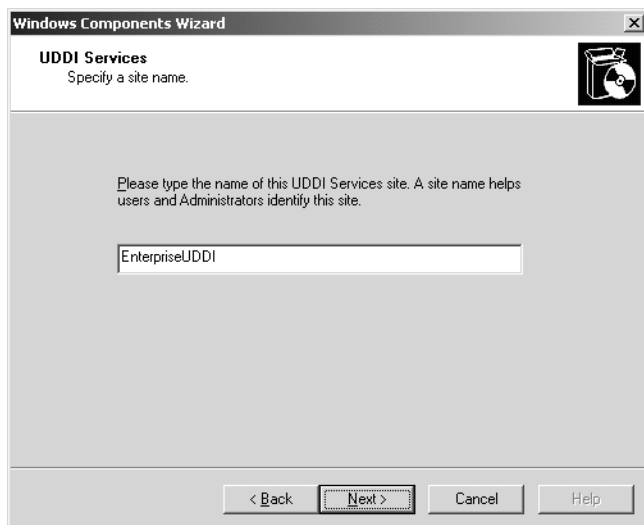 Windows Components Wizard
UDDI Services
Specify a site name.
Please type the name of this UDDI Services site. A site name helps
users and Administrators identify this site.
EnterpriseUDDI
< Back
Next >
Cancel
Help